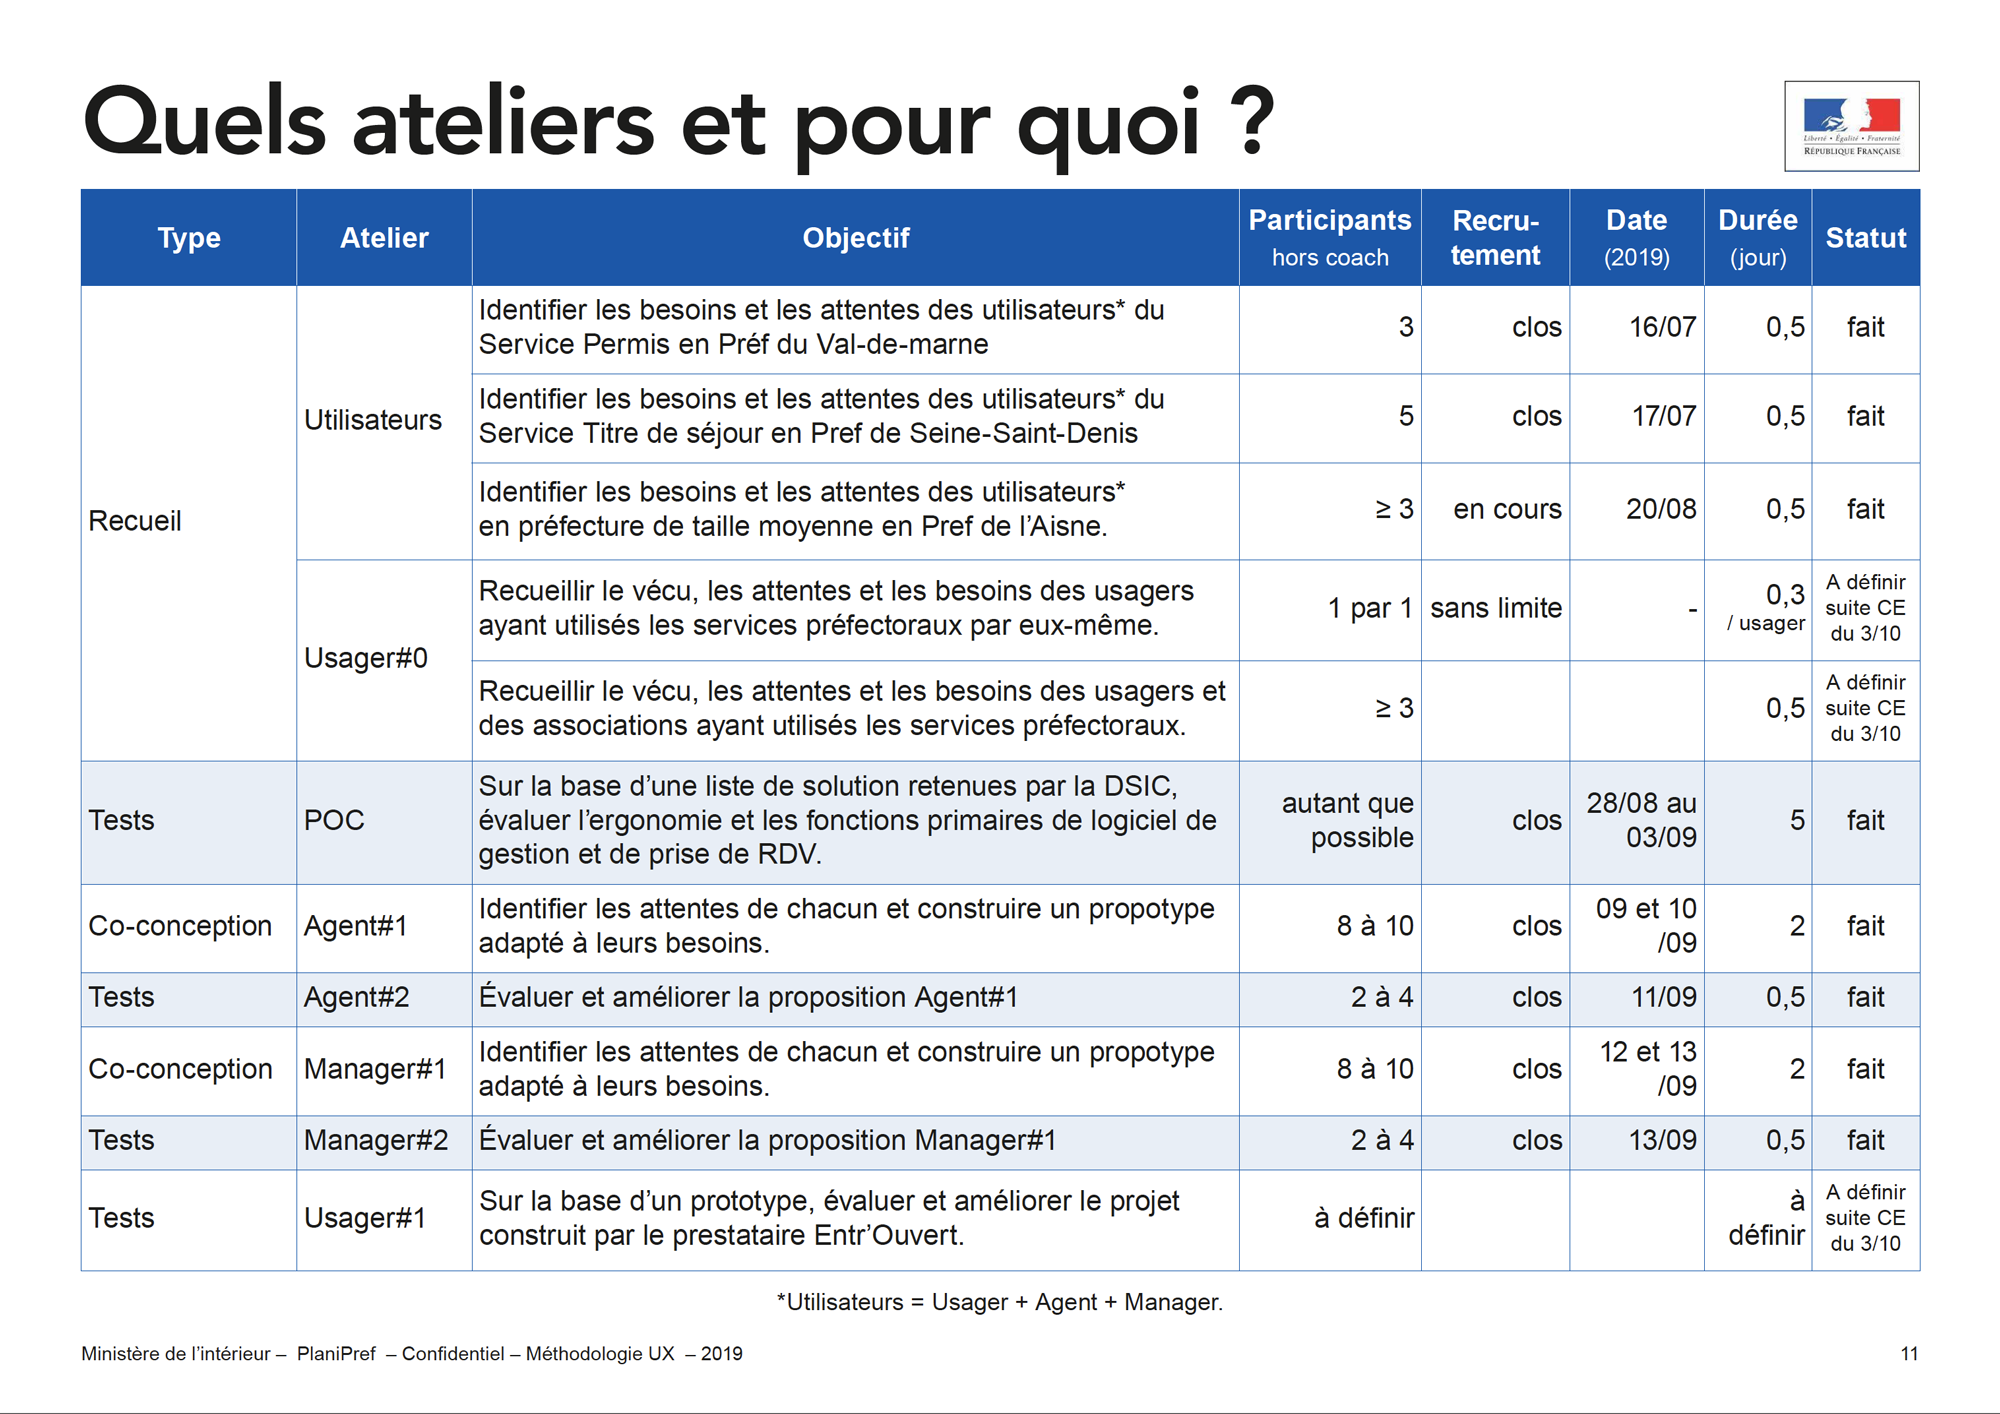 Quels ateliers et pour quoi ?
Liberté • Égalité • Fraternité
RÉPUBLIQUE FRANÇAISE
Type
Atelier
Objectif
Participants
hors coach
Recru-
tement
Date
(2019)
Durée
(jour)
Statut
Recueil
Utilisateurs
Identifier les besoins et les attentes des utilisateurs* du
Service Permis en Préf du Val-de-marne
3
clos
16/07
0,5
fait
Identifier les besoins et les attentes des utilisateurs* du
Service Titre de séjour en Pref de Seine-Saint-Denis
5
clos
17/07
0,5
fait
Identifier les besoins et les attentes des utilisateurs*
en préfecture de taille moyenne en Pref de l’Aisne.
≥ 3
en cours
20/08
0,5
fait
Usager#0
Recueillir le vécu, les attentes et les besoins des usagers
ayant utilisés les services préfectoraux par eux-même.
1 par 1
sans limite
-
0,3
/ usager
A définir
suite CE
du 3/10
Recueillir le vécu, les attentes et les besoins des usagers et
des associations ayant utilisés les services préfectoraux.
≥ 3
0,5
A définir
suite CE
du 3/10
Tests
POC
Sur la base d’une liste de solution retenues par la DSIC,
évaluer l’ergonomie et les fonctions primaires de logiciel de
gestion et de prise de RDV.
autant que
possible
clos
28/08 au
03/09
5
fait
Co-conception
Agent#1
Identifier les attentes de chacun et construire un propotype
adapté à leurs besoins.
8 à 10
clos
09 et 10
/09
2
fait
Tests
Agent#2
Évaluer et améliorer la proposition Agent#1
2 à 4
clos
11/09
0,5
fait
Co-conception
Manager#1
Identifier les attentes de chacun et construire un propotype
adapté à leurs besoins.
8 à 10
clos
12 et 13
/09
2
fait
Tests
Manager#2
Évaluer et améliorer la proposition Manager#1
2 à 4
clos
13/09
0,5
fait
Tests
Usager#1
Sur la base d’un prototype, évaluer et améliorer le projet
construit par le prestataire Entr’Ouvert.
à définir
à
définir
A définir
suite CE
du 3/10
*Utilisateurs = Usager + Agent + Manager.
Ministère de l’intérieur – PlaniPref – Confidentiel – Méthodologie UX – 2019
11